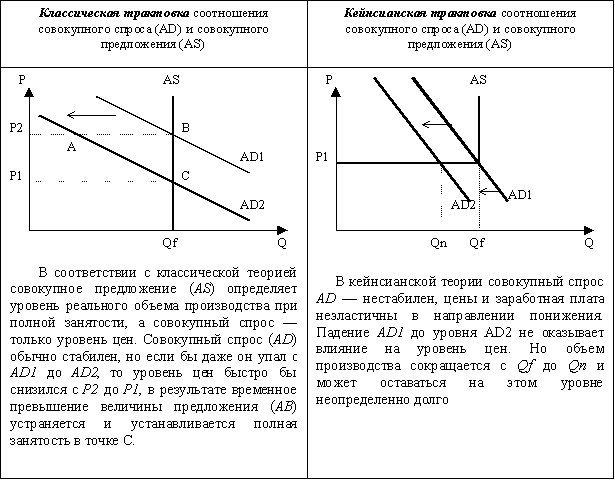 Классическая трактовка соотношения
совокупного спроса (AD) и совокупного
предложения (AS)
Кейнсианская трактовка соотношения
совокупного спроса (AD) и совокупного
предложения (AS)
P
AS
P2
B
A
AD1
P1
C
AD2
Qf
Q
В соответствии с классической теорией
совокупное предложение (AS) определяет
уровень реального объема производства при
полной занятости, а совокупный спрос —
только уровень цен. Совокупный спрос (AD)
обычно стабилен, но если бы даже он упал с
AD1 до AD2, то уровень цен быстро бы
снизился с P2 до P1, в результате временное
превышение величины предложения (AB)
устраняется и устанавливается полная
занятость в точке C.
P
AS
P1
AD1
AD2
Qn
Qf
Q
В кейнсианской теории совокупный спрос
AD — нестабилен, цены и заработная плата
неэластичны в направлении понижения.
Падение AD1 до уровня AD2 не оказывает
влияние на уровень цен. Но объем
производства сокращается с Qf до Qn и
может оставаться на этом уровне
неопределенно долго